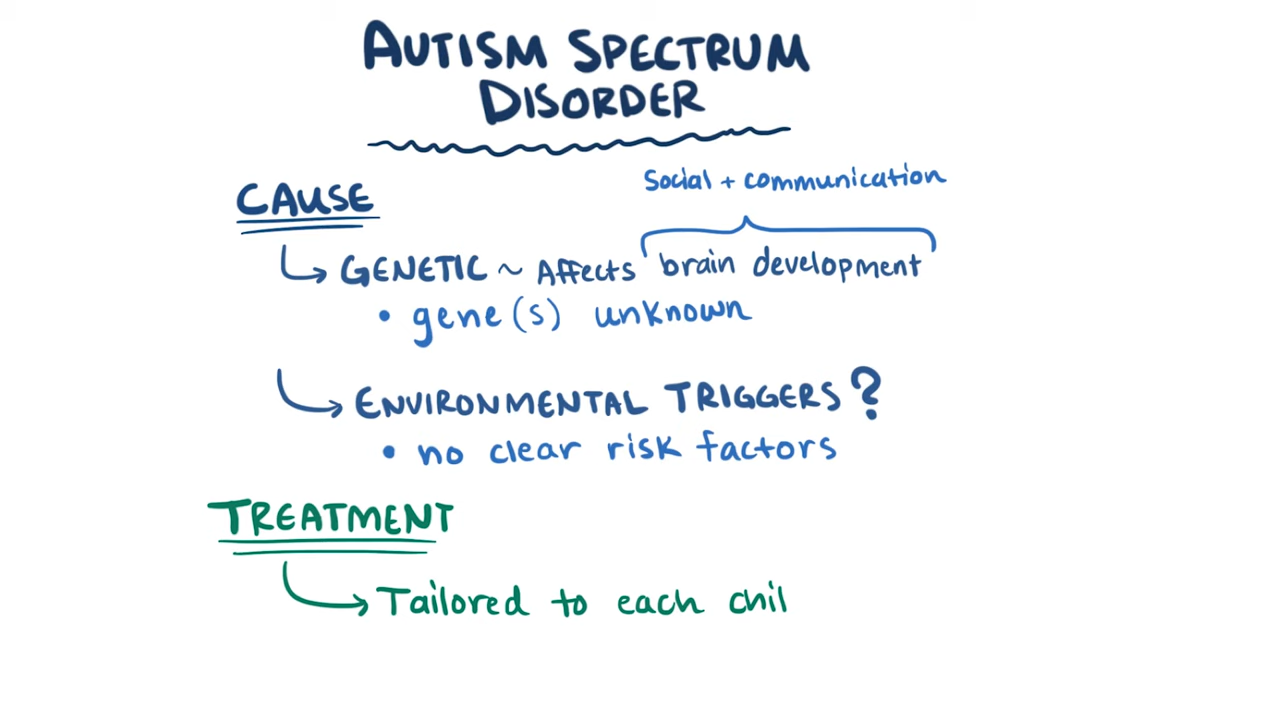 AUTISM SPECTRUM
DISORDER
CAUSE
Social + communication
GENETIC ~ Affects brain development
• gene(s) unknown
ENVIRONMENTAL TRIGGERS?
• no clear risk factors
TREATMENT
Tailored to each chil